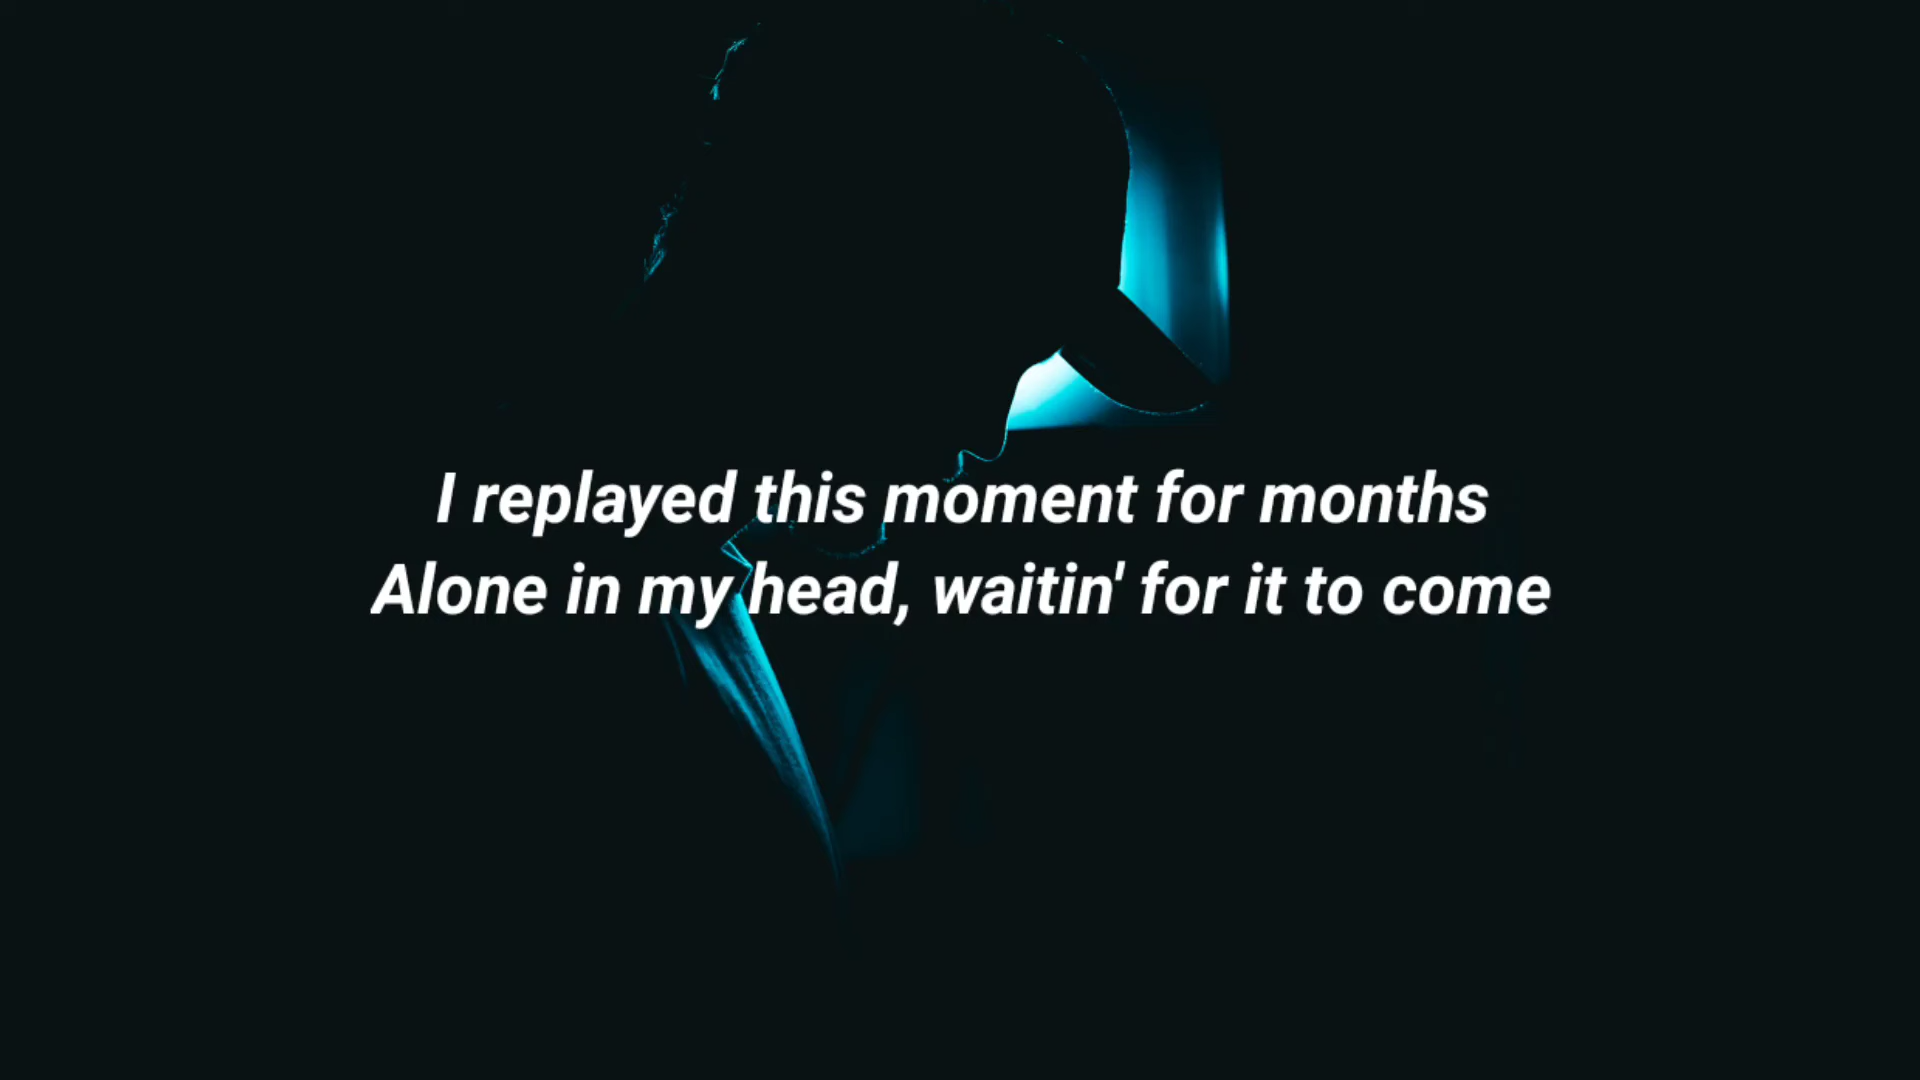 I replayed this moment for months
Alone in my head, waitin' for it to come